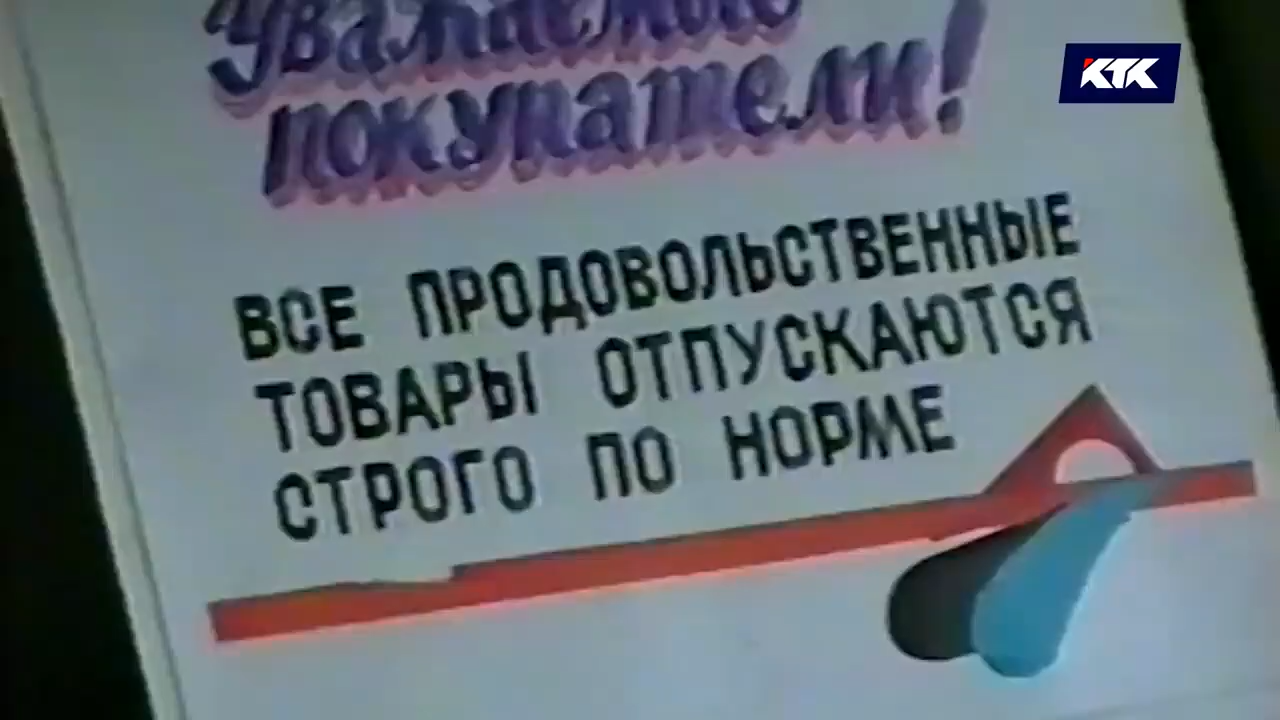 Уважаемые
покупатели!
КТК
ВСЕ ПРОДОВОЛЬСТВЕННЫЕ
ТОВАРЫ ОТПУСКАЮТСЯ
СТРОГО ПО НОРМЕ